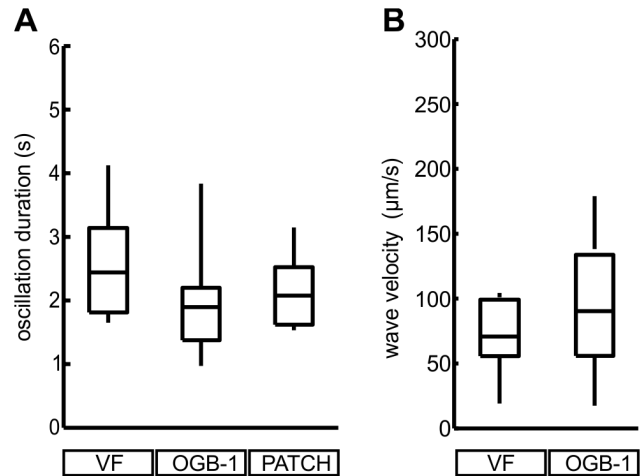 A
oscillation duration (s)
6
5
4
3
2
1
0
VF OGB-1 PATCH
B
wave velocity (µm/s)
300
250
200
150
100
50
0
VF OGB-1